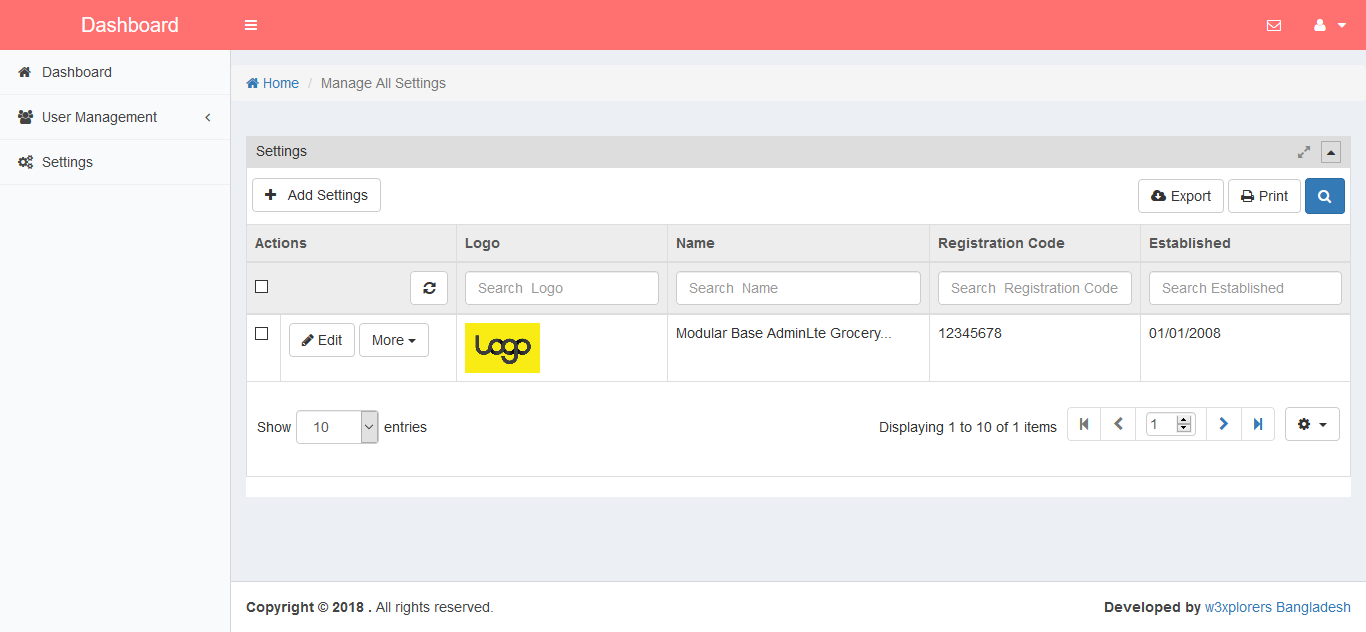 Dashboard
Dashboard
User Management
Settings
Home / Manage All Settings
Settings
Add Settings
Export
Print
Actions Logo Name Registration Code Established
Search Logo Search Name Search Registration Code Search Established
Edit More Logo Modular Base AdminLte Grocery... 12345678 01/01/2008
Show 10 entries
Displaying 1 to 10 of 1 items 1
Copyright © 2018 . All rights reserved.
Developed by w3xplorers Bangladesh